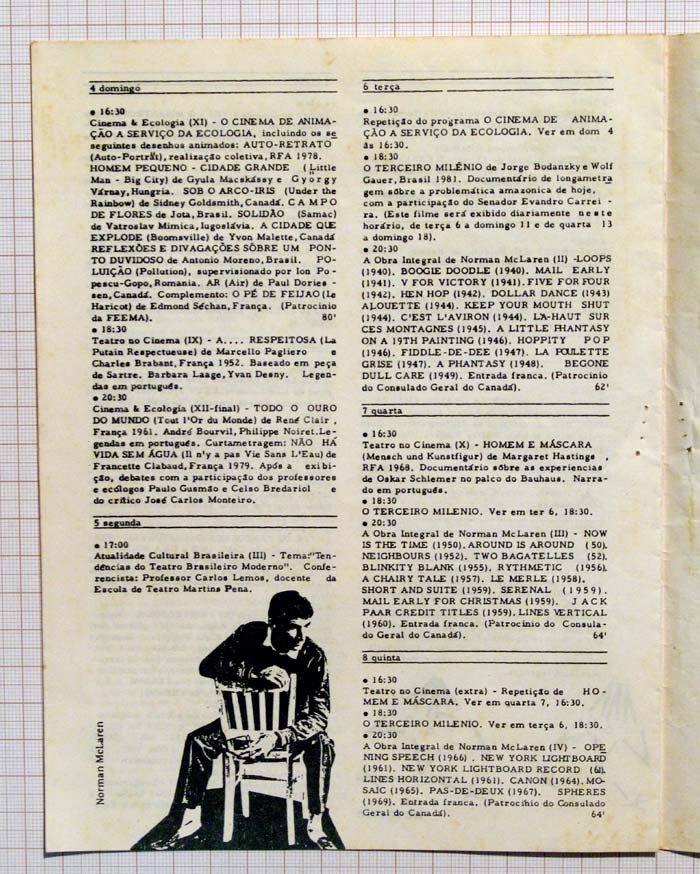 4 domingo
• 16:30
Cinema & Ecologia (XI) - O CINEMA DE ANIMA-
ÇÃO A SERVIÇO DA ECOLOGIA, incluindo os se
seguintes desenhos animados: AUTO-RETRATO
(Auto-Portrãt), realização coletiva, RFA 1978.
HOMEM PEQUENO - CIDADE GRANDE (Little
Man - Big City) de Gyula Macskássy e György
Várnay, Hungria. SOB O ARCO-IRIS (Under the
Rainbow) de Sidney Goldsmith, Canadá. CAMPO
DE FLORES de Jota, Brasil. SOLIDÃO (Samac)
de Vatroslav Mimica, Iugoslávia. A CIDADE QUE
EXPLODE (Boomsville) de Yvon Malette, Canadá
REFLEXÕES E DIVAGAÇÕES SÔBRE UM PON-
TO DUVIDOSO de Antonio Moreno, Brasil. PO-
LUIÇÃO (Pollution), supervisionado por Ion Po -
pescu-Gopo, Romania. AR (Air) de Paul Dories -
sen, Canadá. Complemento: O PÉ DE FEIJAO (Le
Haricot) de Edmond Séchan, França. (Patrocínio
da FEEMA). 80'
• 18:30
Teatro no Cinema (IX) - A.... RESPEITOSA (La
Putain Respectueuse) de Marcello Pagliero e
Charles Brabant, França 1952. Baseado em peça
de Sartre. Barbara Laage, Yvan Desny. Legen-
das em português.
• 20:30
Cinema & Ecologia (XII-final) - TODO O OURO
DO MUNDO (Tout l'Or du Monde) de René Clair ,
França 1961. André Bourvil, Philippe Noiret. Le-
gendas em português. Curtametragem: NÃO HÁ
VIDA SEM ÁGUA (Il n'y a pas Vie Sans L'Eau) de
Francette Clabaud, França 1979. Após a exibi-
ção, debates com a participação dos professores
e ecólogos Paulo Gusmão e Celso Bredariol e
do crítico José Carlos Monteiro.
5 segunda
• 17:00
Atualidade Cultural Brasileira (III) - Tema:"Ten-
dências do Teatro Brasileiro Moderno". Confe-
rencista: Professor Carlos Lemos, docente da
Escola de Teatro Martins Pena.
Norman McLaren
6 terça
• 16:30
Repetição do programa O CINEMA DE ANIMA-
ÇÃO A SERVIÇO DA ECOLOGIA. Ver em dom 4
às 16:30.
• 18:30
O TERCEIRO MILÊNIO de Jorge Bodanzky e Wolf
Gauer, Brasil 1981. Documentário de longametra
gem sôbre a problemática amazonica de hoje,
com a participação do Senador Evandro Carrei -
ra. (Este filme será exibido diariamente neste
horário, de terça 6 a domingo 11 e de quarta 13
a domingo 18).
• 20:30
A Obra Integral de Norman McLaren (II) -LOOPS
(1940). BOOGIE DOODLE (1940). MAIL EARLY
(1941). V FOR VICTORY (1941). FIVE FOR FOUR
(1942). HEN HOP (1942). DOLLAR DANCE (1943)
ALOUETTE (1944). KEEP YOUR MOUTH SHUT
(1944). C'EST L'AVIRON (1944). LÀ-HAUT SUR
CES MONTAGNES (1945). A LITTLE PHANTASY
ON A 19TH PAINTING (1946). HOPPITY POP
(1946). FIDDLE-DE-DEE (1947). LA POULETTE
GRISE (1947). A PHANTASY (1948). BEGONE
DULL CARE (1949). Entrada franca. (Patrocínio
do Consulado Geral do Canadá). 62'
7 quarta
• 16:30
Teatro no Cinema (X) - HOMEM E MÁSCARA
(Mensch und Kunstfigur) de Margaret Hastings ,
RFA 1968. Documentário sôbre as experiencias
de Oskar Schlemer no palco do Bauhaus. Narra-
do em português.
• 18:30
O TERCEIRO MILENIO. Ver em ter 6, 18:30.
• 20:30
A Obra Integral de Norman McLaren (III) - NOW
IS THE TIME (1950). AROUND IS AROUND ( 50).
NEIGHBOURS (1952). TWO BAGATELLES (52).
BLINKITY BLANK (1955). RYTHMETIC (1956).
A CHAIRY TALE (1957). LE MERLE (1958).
SHORT AND SUITE (1959). SERENAL (1959).
MAIL EARLY FOR CHRISTMAS (1959). JACK
PAAR CREDIT TITLES (1959). LINES VERTICAL
(1960). Entrada franca. (Patrocinio do Consula-
do Geral do Canadá). 64'
8 quinta
• 16:30
Teatro no Cinema (extra) - Repetição de HO-
MEM E MÁSCARA. Ver em quarta 7, 16:30.
• 18:30
O TERCEIRO MILENIO. Ver em terça 6, 18:30.
• 20:30
A Obra Integral de Norman McLaren (IV) - OPE
NING SPEECH (1966) . NEW YORK LIGHTBOARD
(1961). NEW YORK LIGHTBOARD RECORD (61).
LINES HORIZONTAL (1961). CANON (1964). MO-
SAIC (1965). PAS-DE-DEUX (1967). SPHERES
(1969). Entrada franca. (Patrocíhio do Consulado
Geral do Canadá). 64'